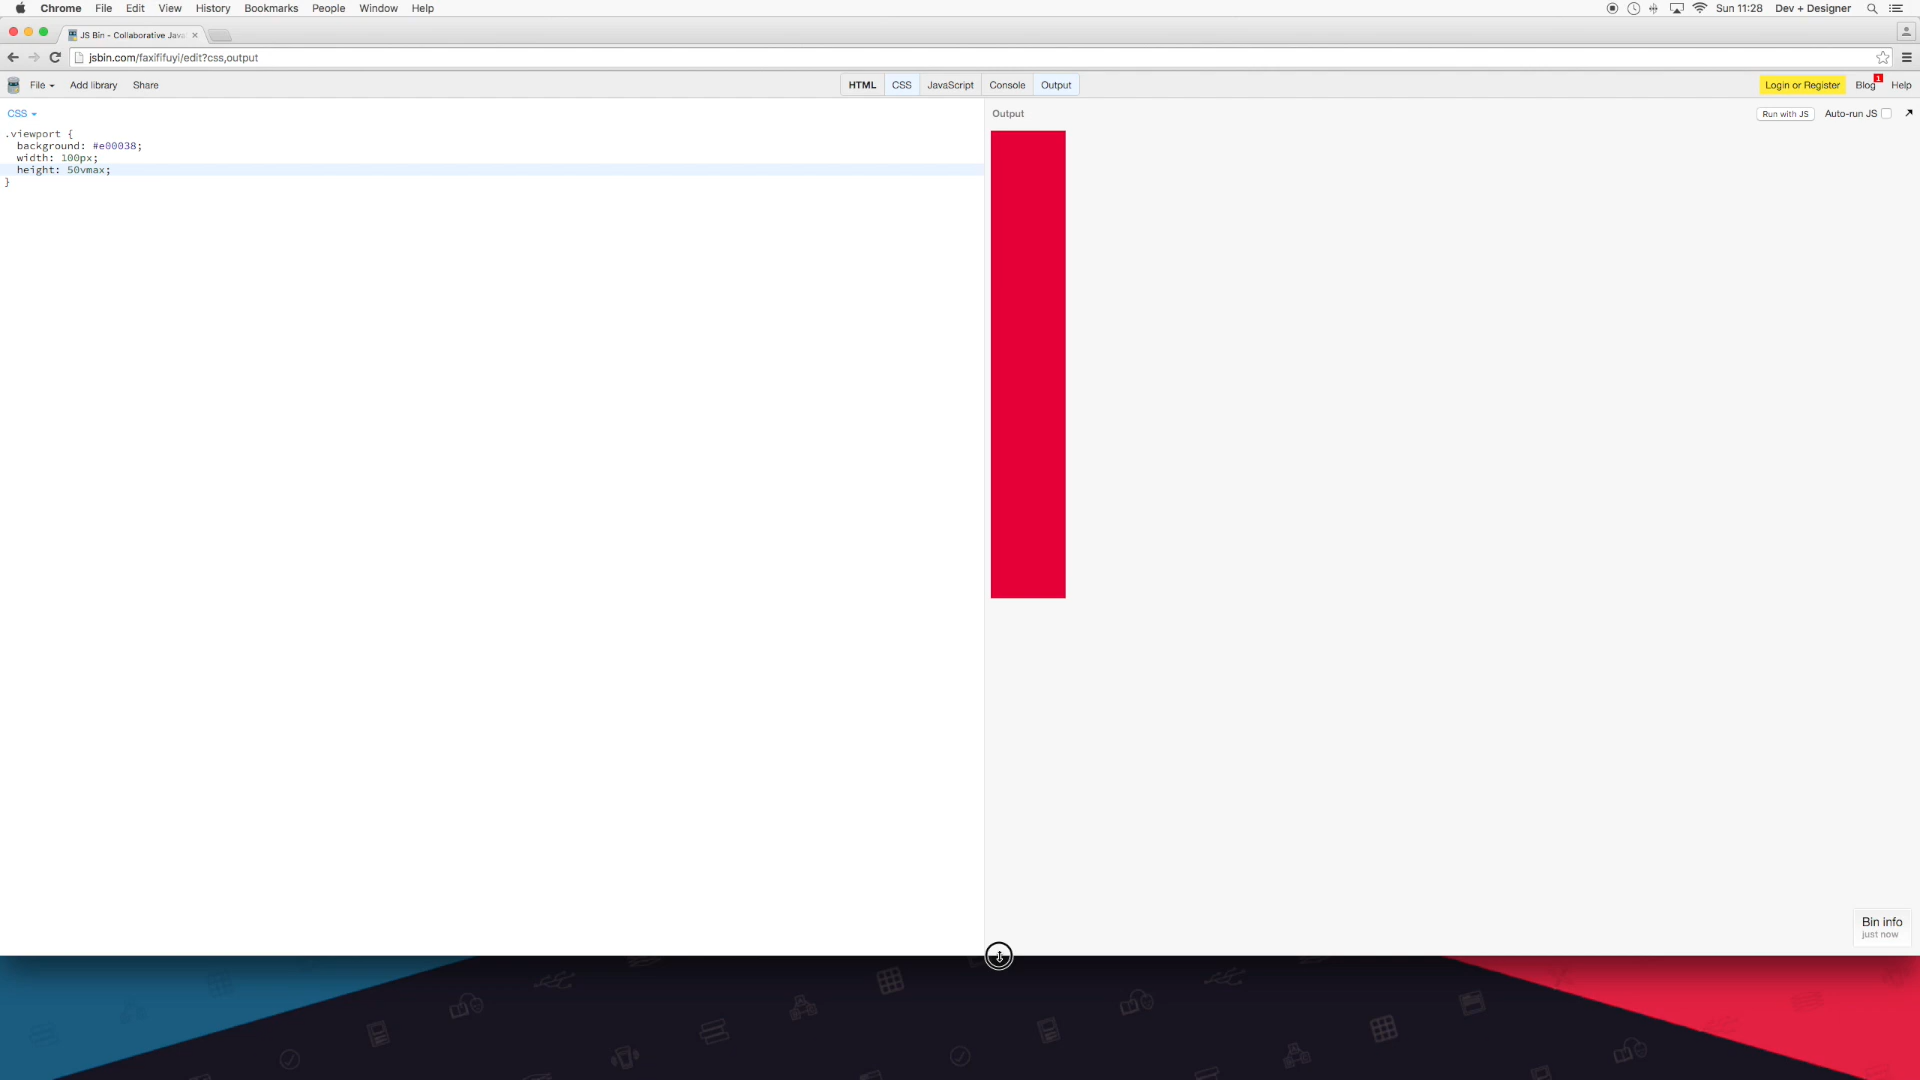 Chrome File Edit View History Bookmarks People Window Help
Sun 11:28 Dev + Designer
JS Bin - Collaborative Java
jsbin.com/faxififuyi/edit?css,output
File Add library Share
HTML CSS JavaScript Console Output
Login or Register Blog 1 Help
CSS
Output Run with JS Auto-run JS
.viewport {
background: #e00038;
width: 100px;
height: 50vmax;
}
Bin info
just now